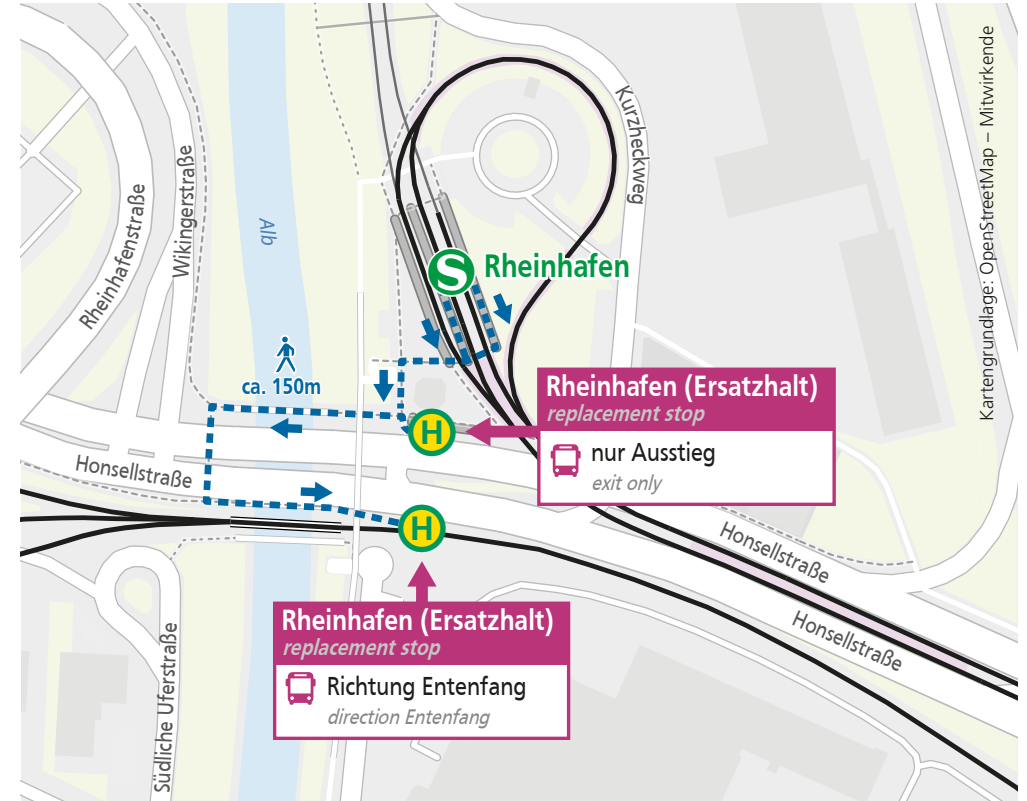 Kartengrundlage: OpenStreetMap – Mitwirkende
Kurzheckweg
Rheinhafenstraße
Wikingerstraße
Alb
S Rheinhafen
ca. 150m
Rheinhafen (Ersatzhalt)
replacement stop
nur Ausstieg
exit only
H
Honsellstraße
H
Honsellstraße
Honsellstraße
Rheinhafen (Ersatzhalt)
replacement stop
Richtung Entenfang
direction Entenfang
Südliche Uferstraße